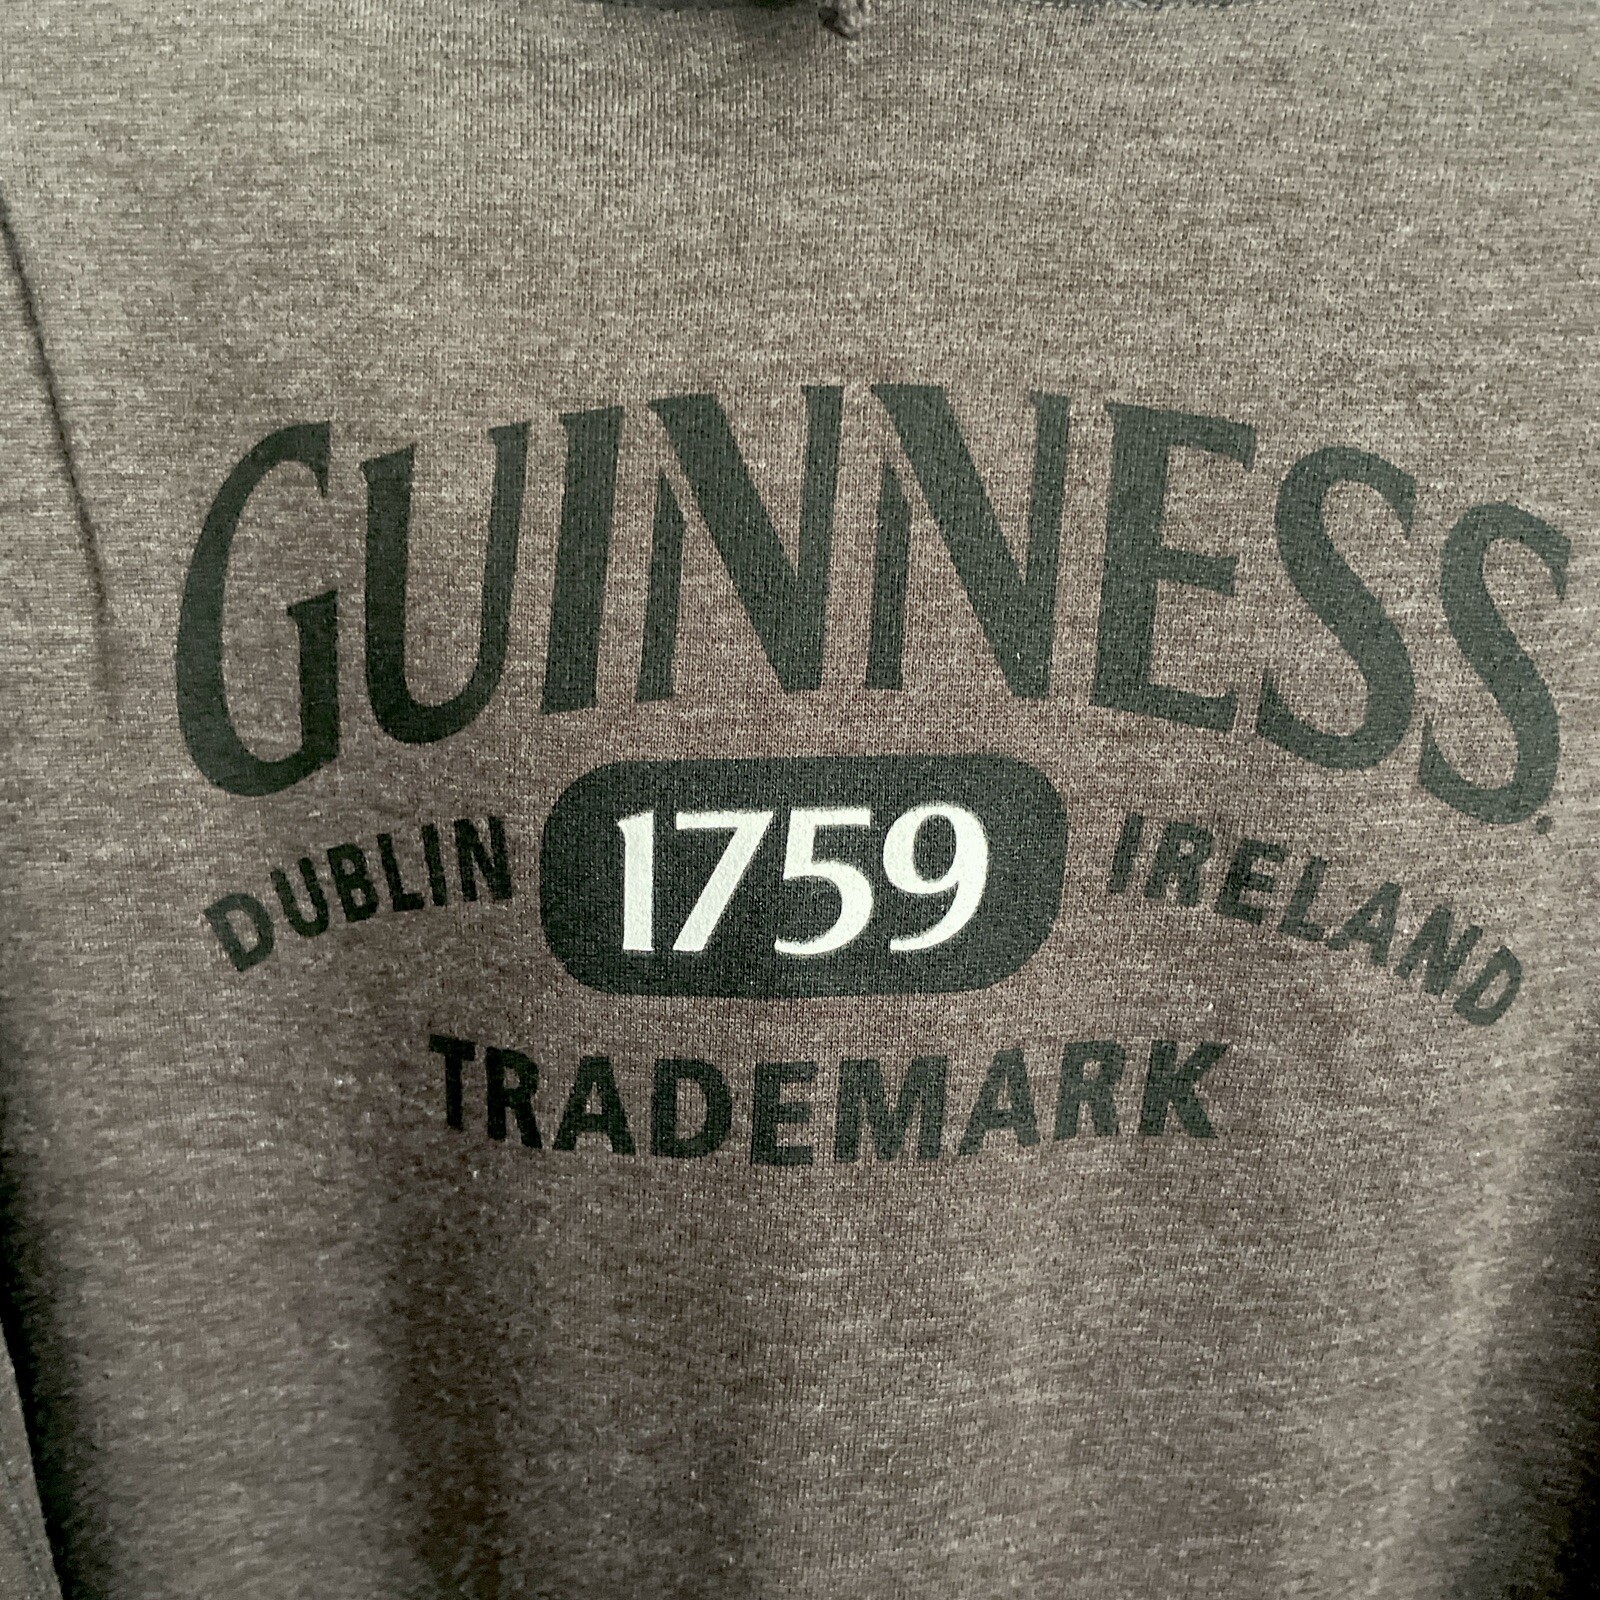 GUINNESS.
DUBLIN 1759 IRELAND
TRADEMARK